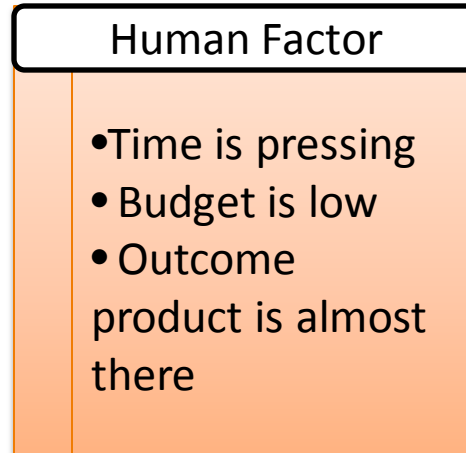 Human Factor
•Time is pressing
• Budget is low
• Outcome
product is almost
there